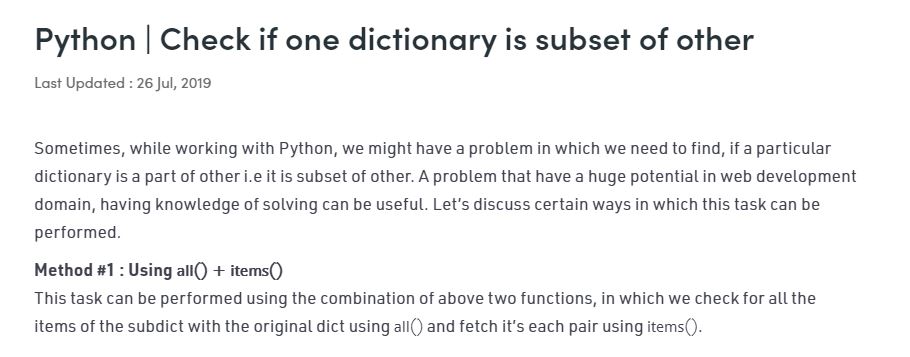 Python | Check if one dictionary is subset of other
Last Updated : 26 Jul, 2019
Sometimes, while working with Python, we might have a problem in which we need to find, if a particular
dictionary is a part of other i.e it is subset of other. A problem that have a huge potential in web development
domain, having knowledge of solving can be useful. Let’s discuss certain ways in which this task can be
performed.
Method #1 : Using all() + items()
This task can be performed using the combination of above two functions, in which we check for all the
items of the subdict with the original dict using all() and fetch it’s each pair using items().